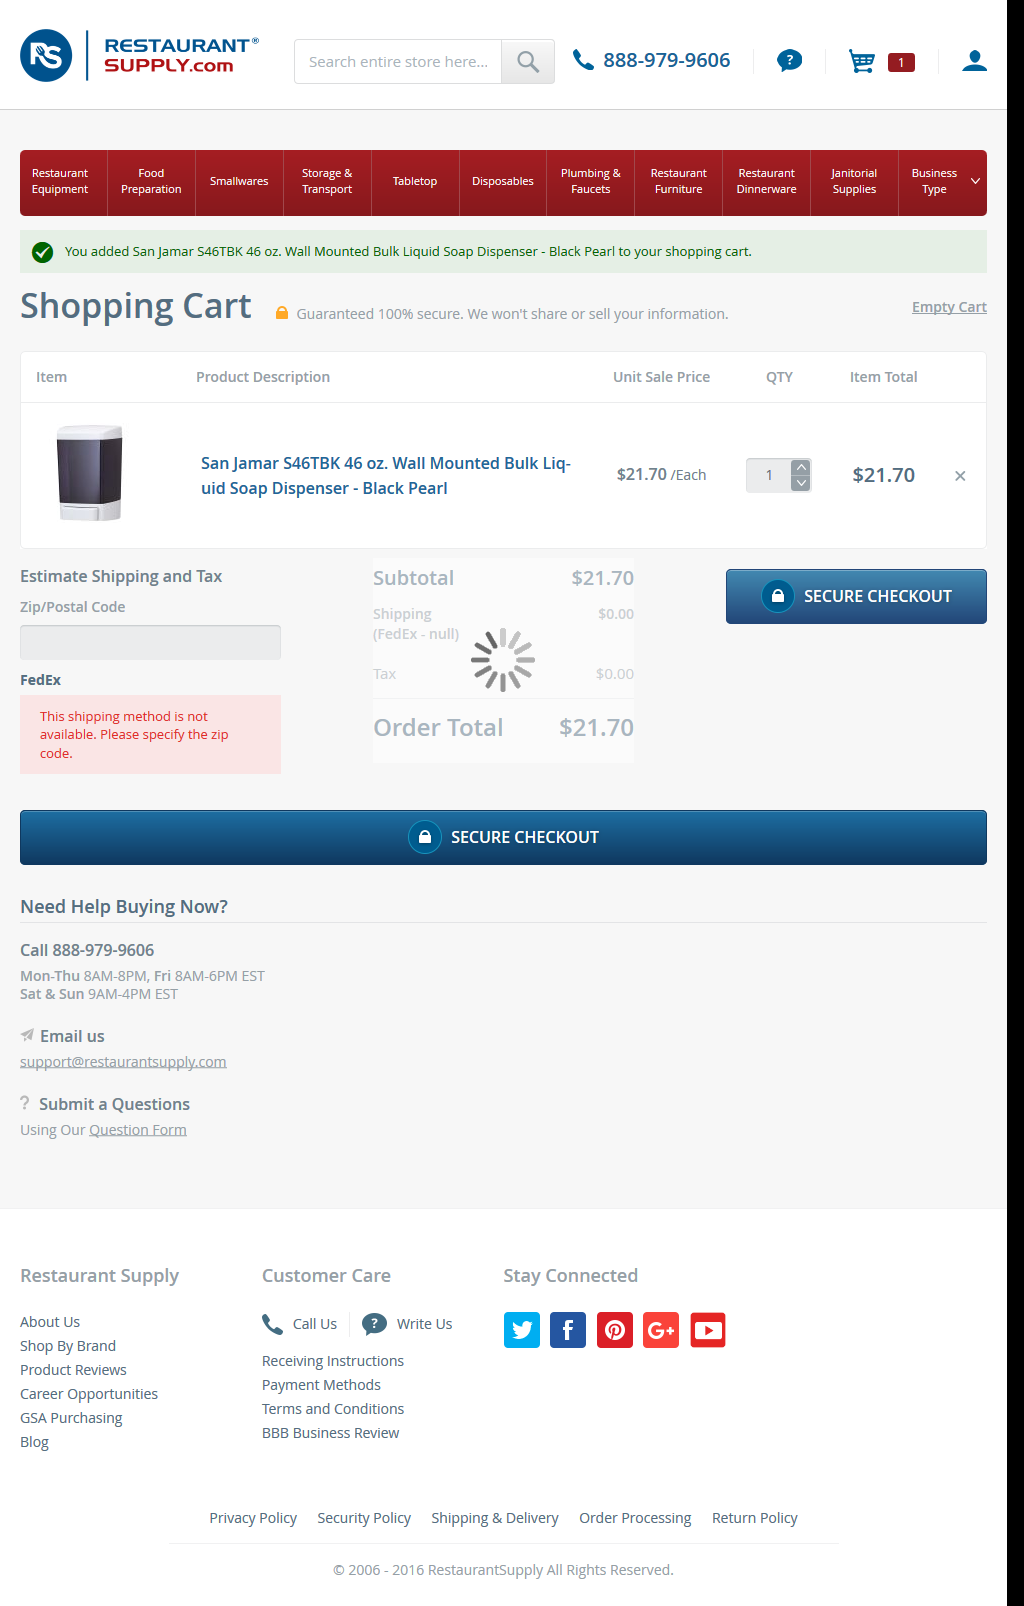 RS RESTAURANT®
SUPPLY.com
Search entire store here...
888-979-9606
?
1
Restaurant Equipment
Food Preparation
Smallwares
Storage & Transport
Tabletop
Disposables
Plumbing & Faucets
Restaurant Furniture
Restaurant Dinnerware
Janitorial Supplies
Business Type
You added San Jamar S46TBK 46 oz. Wall Mounted Bulk Liquid Soap Dispenser - Black Pearl to your shopping cart.
Shopping Cart
Guaranteed 100% secure. We won't share or sell your information.
Empty Cart
Item Product Description Unit Sale Price QTY Item Total
San Jamar S46TBK 46 oz. Wall Mounted Bulk Liq-
uid Soap Dispenser - Black Pearl
$21.70 /Each
1
$21.70
×
Estimate Shipping and Tax
Zip/Postal Code
FedEx
This shipping method is not
available. Please specify the zip
code.
Subtotal $21.70
Shipping $0.00
(FedEx - null)
Tax $0.00
Order Total $21.70
SECURE CHECKOUT
SECURE CHECKOUT
Need Help Buying Now?
Call 888-979-9606
Mon-Thu 8AM-8PM, Fri 8AM-6PM EST
Sat & Sun 9AM-4PM EST
Email us
support@restaurantsupply.com
? Submit a Questions
Using Our Question Form
Restaurant Supply
About Us
Shop By Brand
Product Reviews
Career Opportunities
GSA Purchasing
Blog
Customer Care
Call Us
? Write Us
Receiving Instructions
Payment Methods
Terms and Conditions
BBB Business Review
Stay Connected
f G+
Privacy Policy Security Policy Shipping & Delivery Order Processing Return Policy
© 2006 - 2016 RestaurantSupply All Rights Reserved.